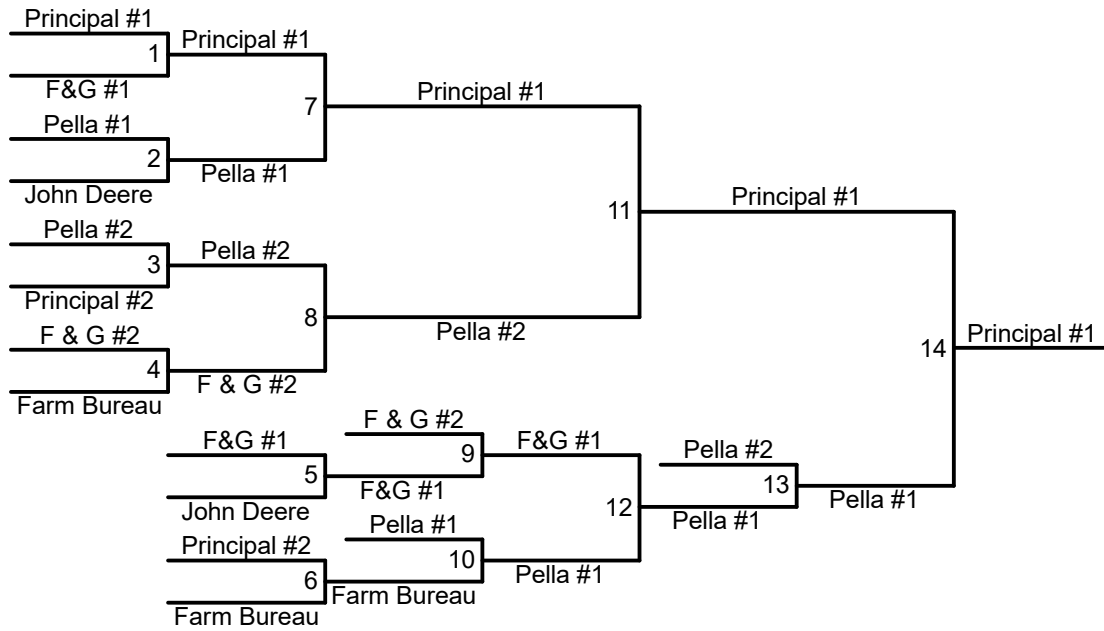 Principal #1
1
F&G #1
Principal #1
Pella #1
2
John Deere
7
Pella #1
Principal #1
Pella #2
3
Principal #2
Pella #2
F & G #2
4
Farm Bureau
8
F & G #2
Pella #2
11
Principal #1
F&G #1
5
John Deere
F & G #2
9
F&G #1
F&G #1
Principal #2
6
Farm Bureau
Pella #1
10
Farm Bureau
Pella #1
12
Pella #2
13
Pella #1
Pella #1
14
Principal #1